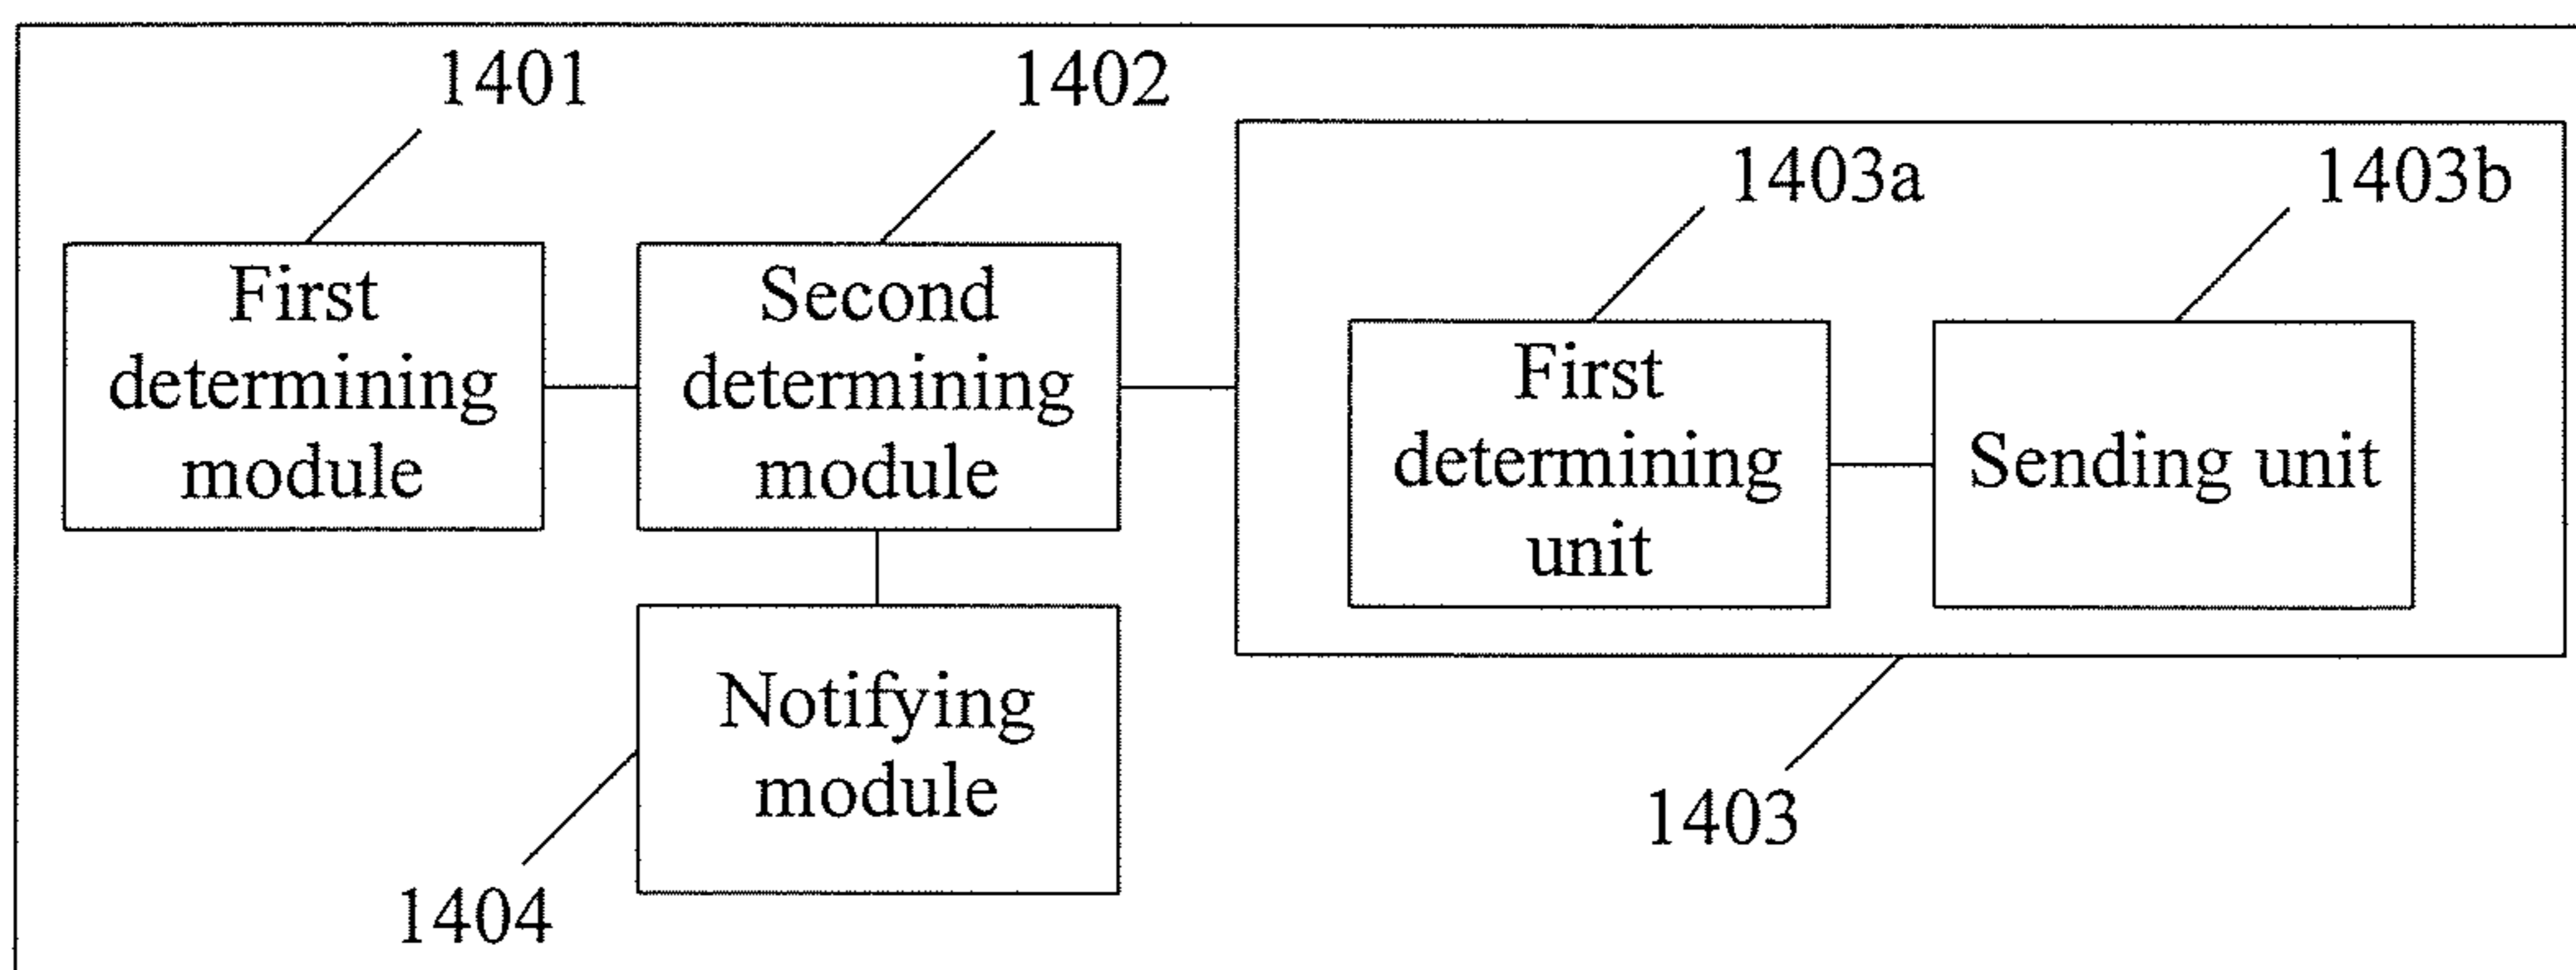 1401
1402
1403a
1403b
First
determining
module
Second
determining
module
First
determining
unit
Sending unit
Notifying
module
1403
1404